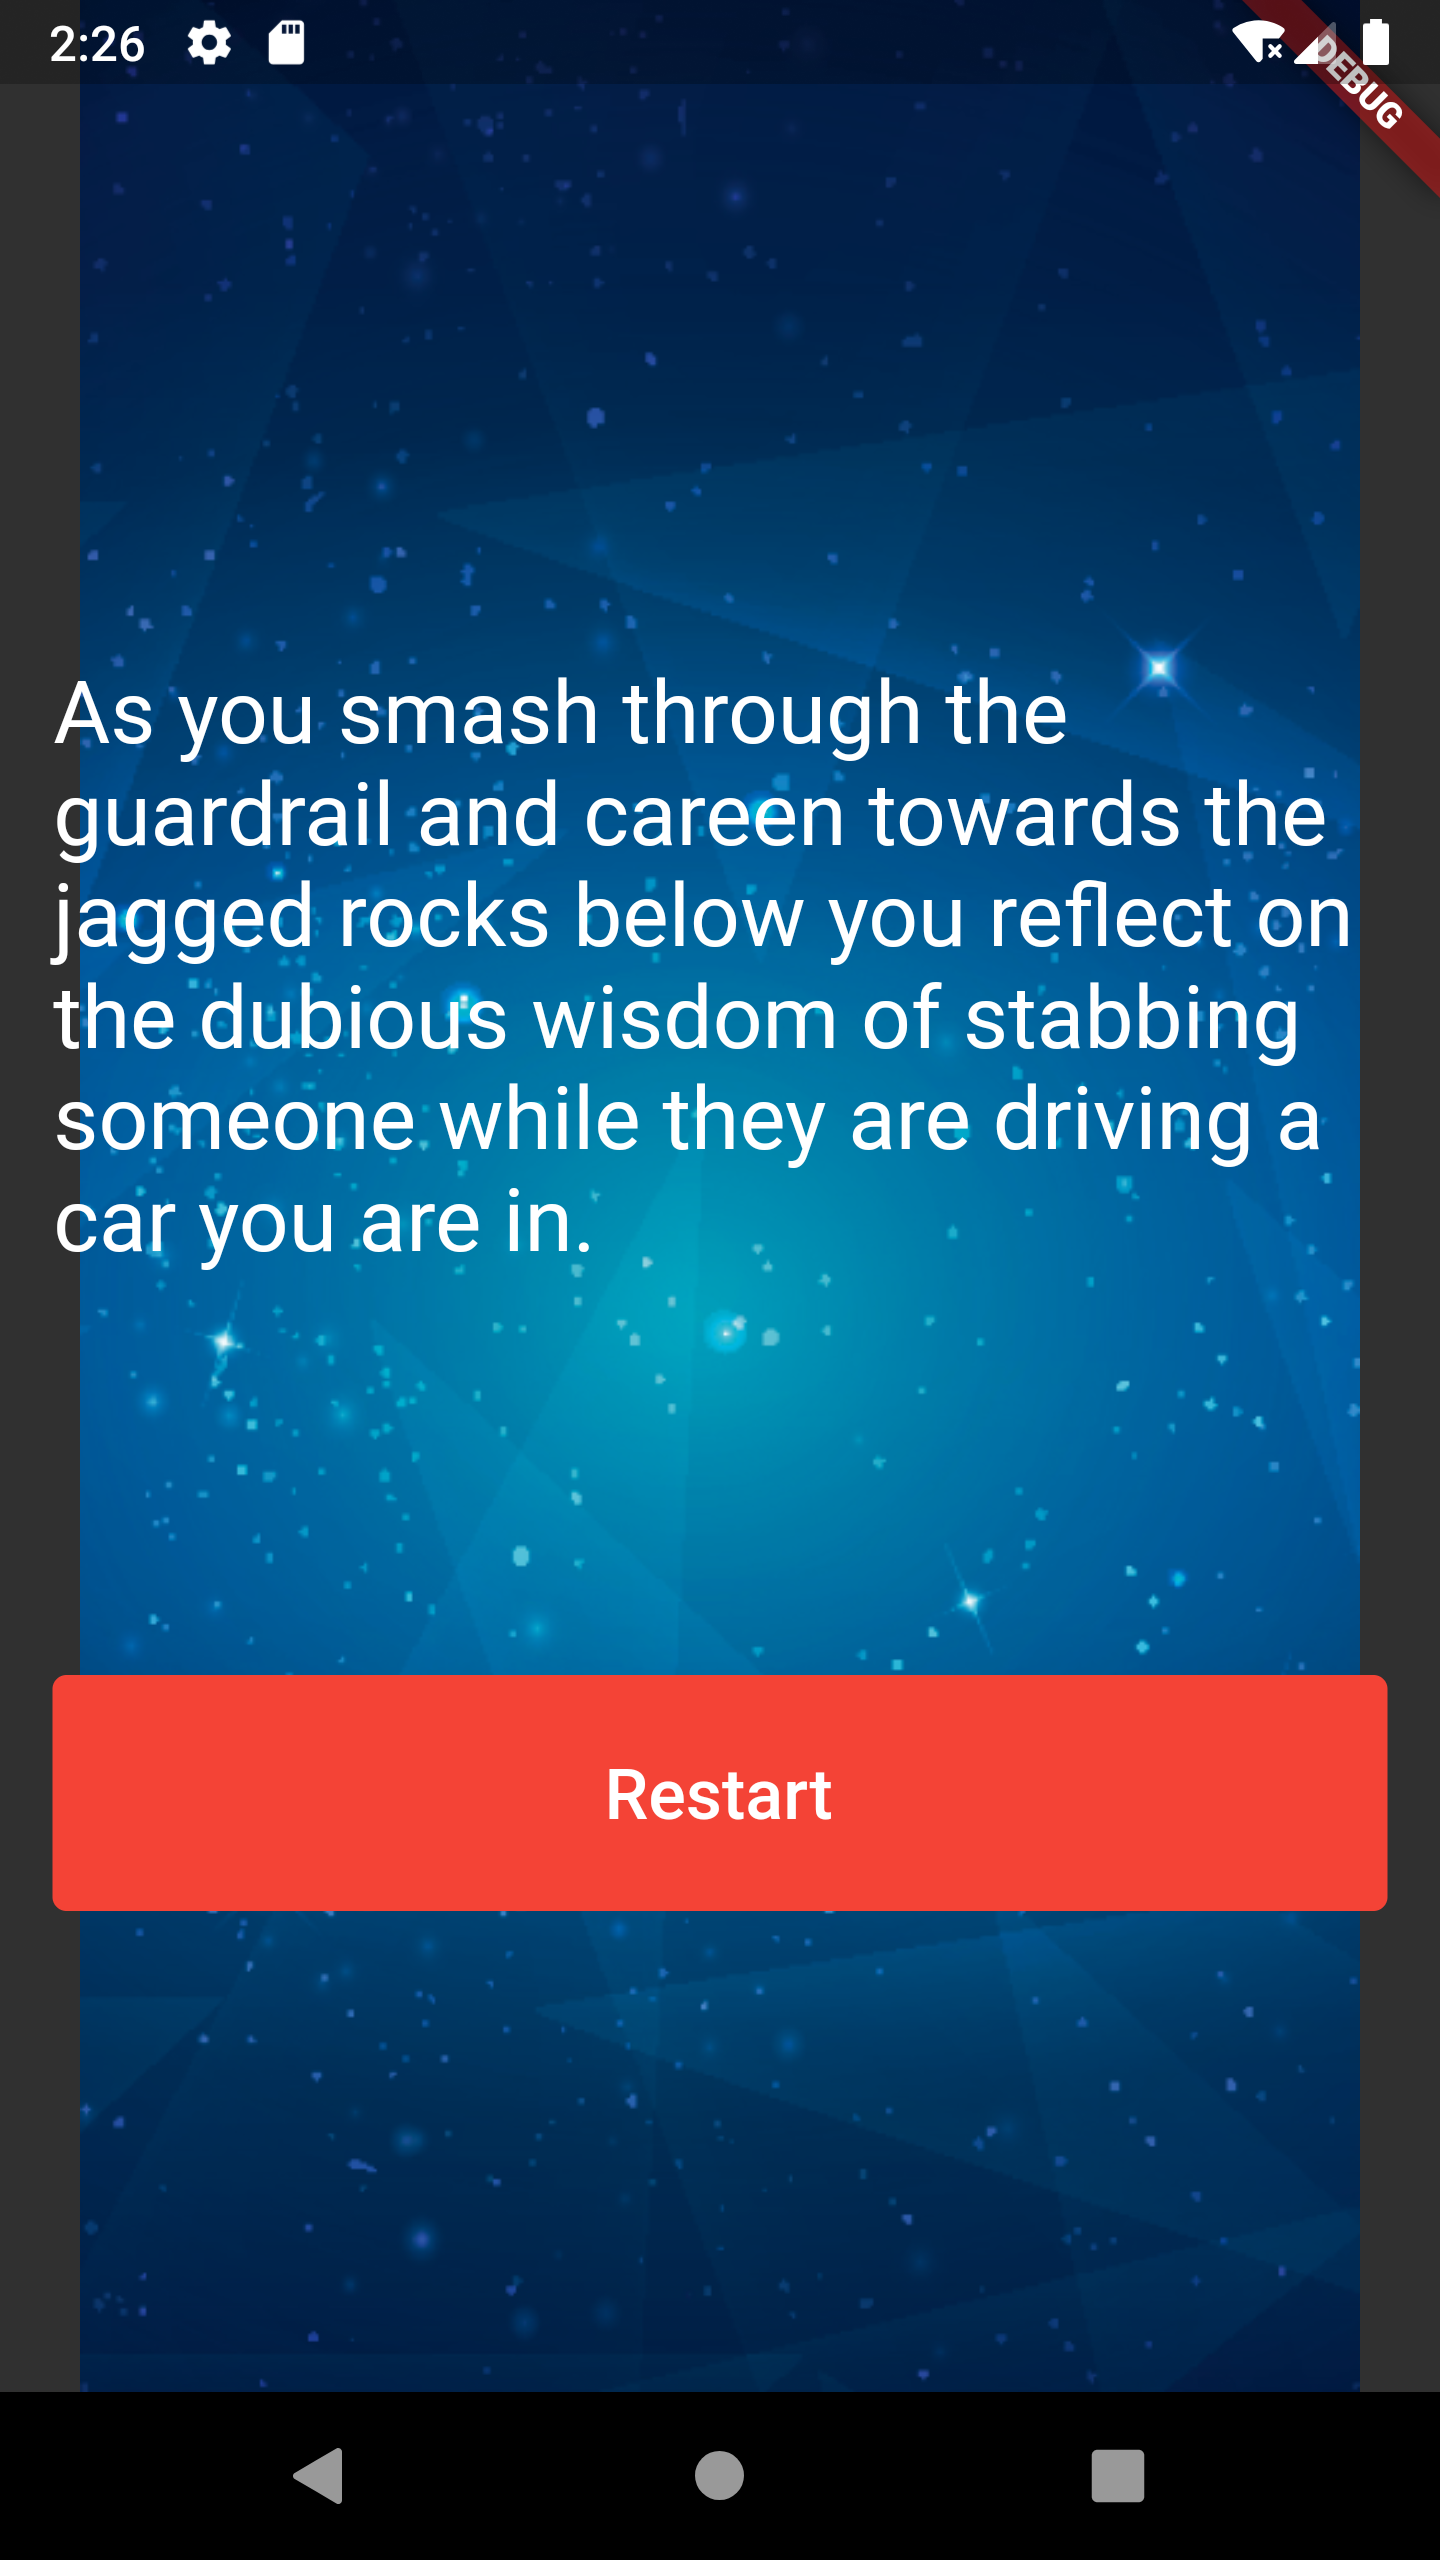 2:26
DEBUG
As you smash through the
guardrail and careen towards the
jagged rocks below you reflect on
the dubious wisdom of stabbing
someone while they are driving a
car you are in.
Restart